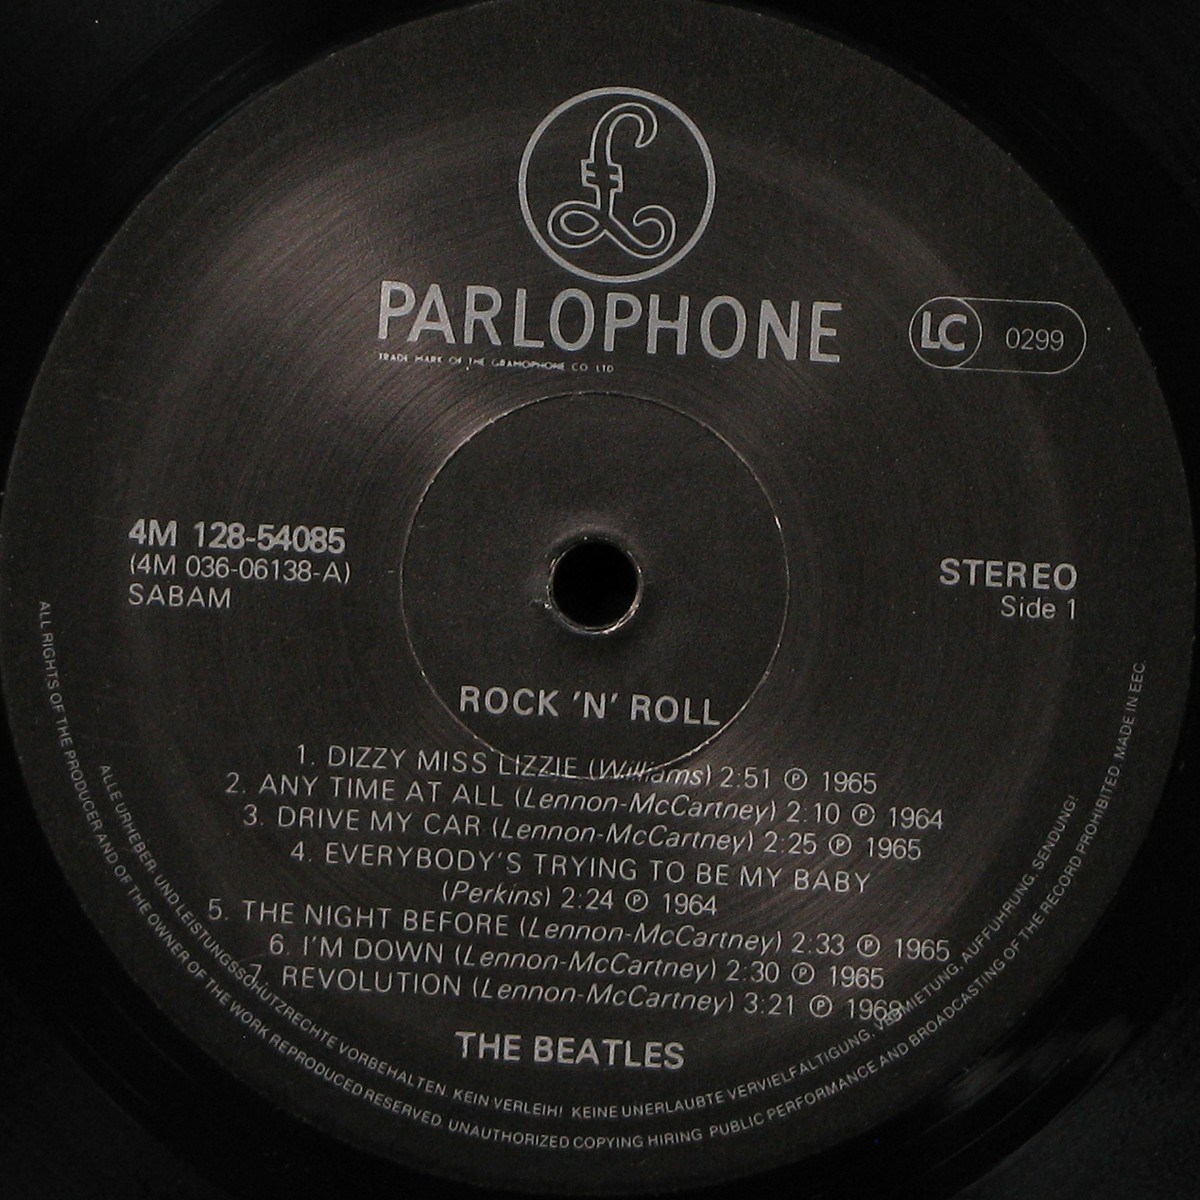 £
PARLOPHONE
TRADE MARK OF THE GRAMOPHONE CO LTD
LC 0299
4M 128-54085
(4M 036-06138-A)
SABAM
STEREO
Side 1
ROCK 'N' ROLL
1. DIZZY MISS LIZZIE (Williams) 2:51 ℗ 1965
2. ANY TIME AT ALL (Lennon-McCartney) 2:10 ℗ 1964
3. DRIVE MY CAR (Lennon-McCartney) 2:25 ℗ 1965
4. EVERYBODY'S TRYING TO BE MY BABY
(Perkins) 2:24 ℗ 1964
5. THE NIGHT BEFORE (Lennon-McCartney) 2:33 ℗ 1965
6. I'M DOWN (Lennon-McCartney) 2:30 ℗ 1965
7. REVOLUTION (Lennon-McCartney) 3:21 ℗ 1968
THE BEATLES
ALLE URHEBER- UND LEISTUNGSSCHUTZRECHTE VORBEHALTEN. KEIN VERLEIH! KEINE UNERLAUBTE VERVIELFÄLTIGUNG, VERMIETUNG, AUFFÜHRUNG, SENDUNG!
ALL RIGHTS OF THE PRODUCER AND OF THE OWNER OF THE WORK REPRODUCED RESERVED. UNAUTHORIZED COPYING HIRING PUBLIC PERFORMANCE AND BROADCASTING OF THE RECORD PROHIBITED. MADE IN EEC.